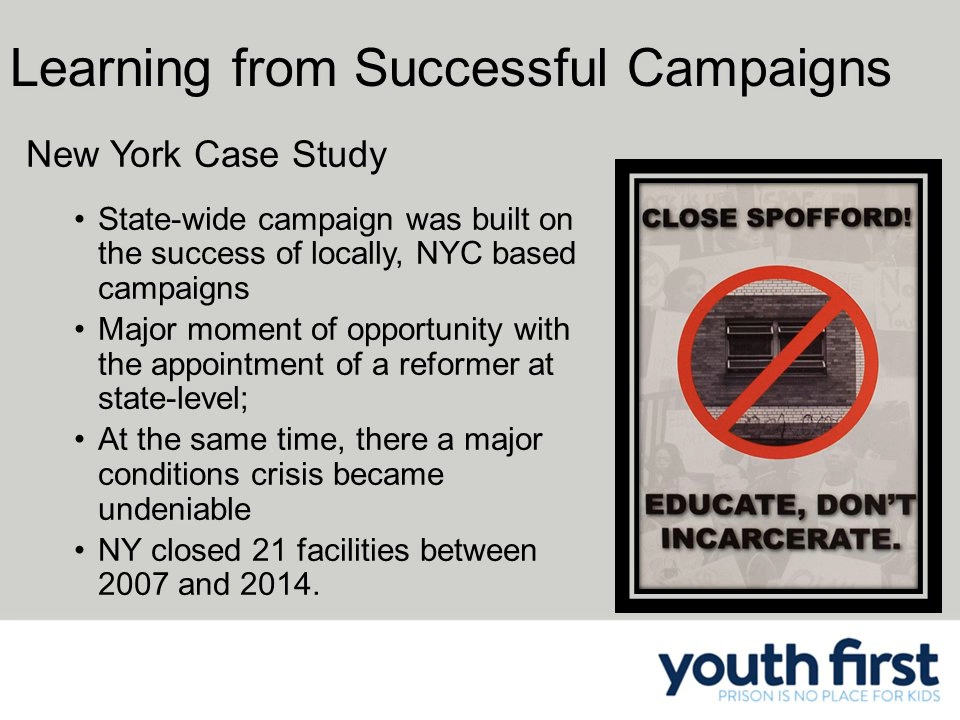 Learning from Successful Campaigns
New York Case Study
• State-wide campaign was built on
the success of locally, NYC based
campaigns
• Major moment of opportunity with
the appointment of a reformer at
state-level;
• At the same time, there a major
conditions crisis became
undeniable
• NY closed 21 facilities between
2007 and 2014.
CLOSE SPOFFORD!
EDUCATE, DON'T
INCARCERATE.
youth first
PRISON IS NO PLACE FOR KIDS